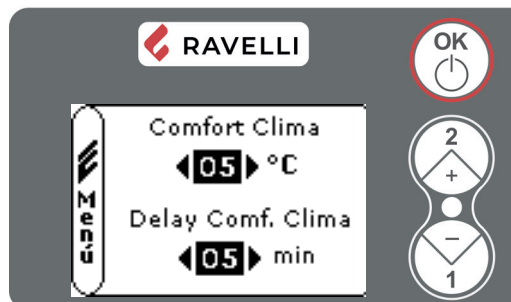 RAVELLI
OK
Comfort Clima
05 °C
Delay Comf. Clima
05 min
Menú
2
+
−
1